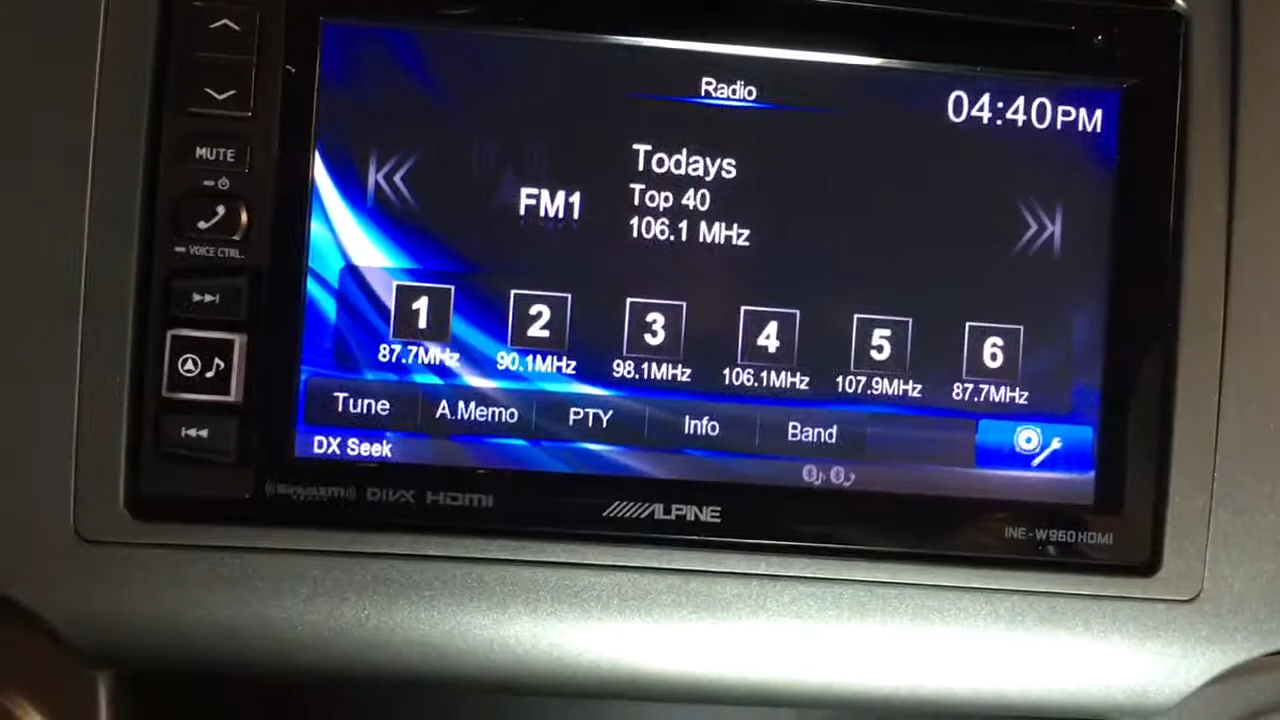 Radio
04:40PM
MUTE
VOICE CTRL.
Todays
Top 40
FM1
106.1 MHz
1 2 3 4 5 6
87.7MHz 90.1MHz 98.1MHz 106.1MHz 107.9MHz 87.7MHz
Tune A.Memo PTY Info Band
DX Seek
SIRIUSXM DIVX HDMI
ALPINE
INE-W960HDMI